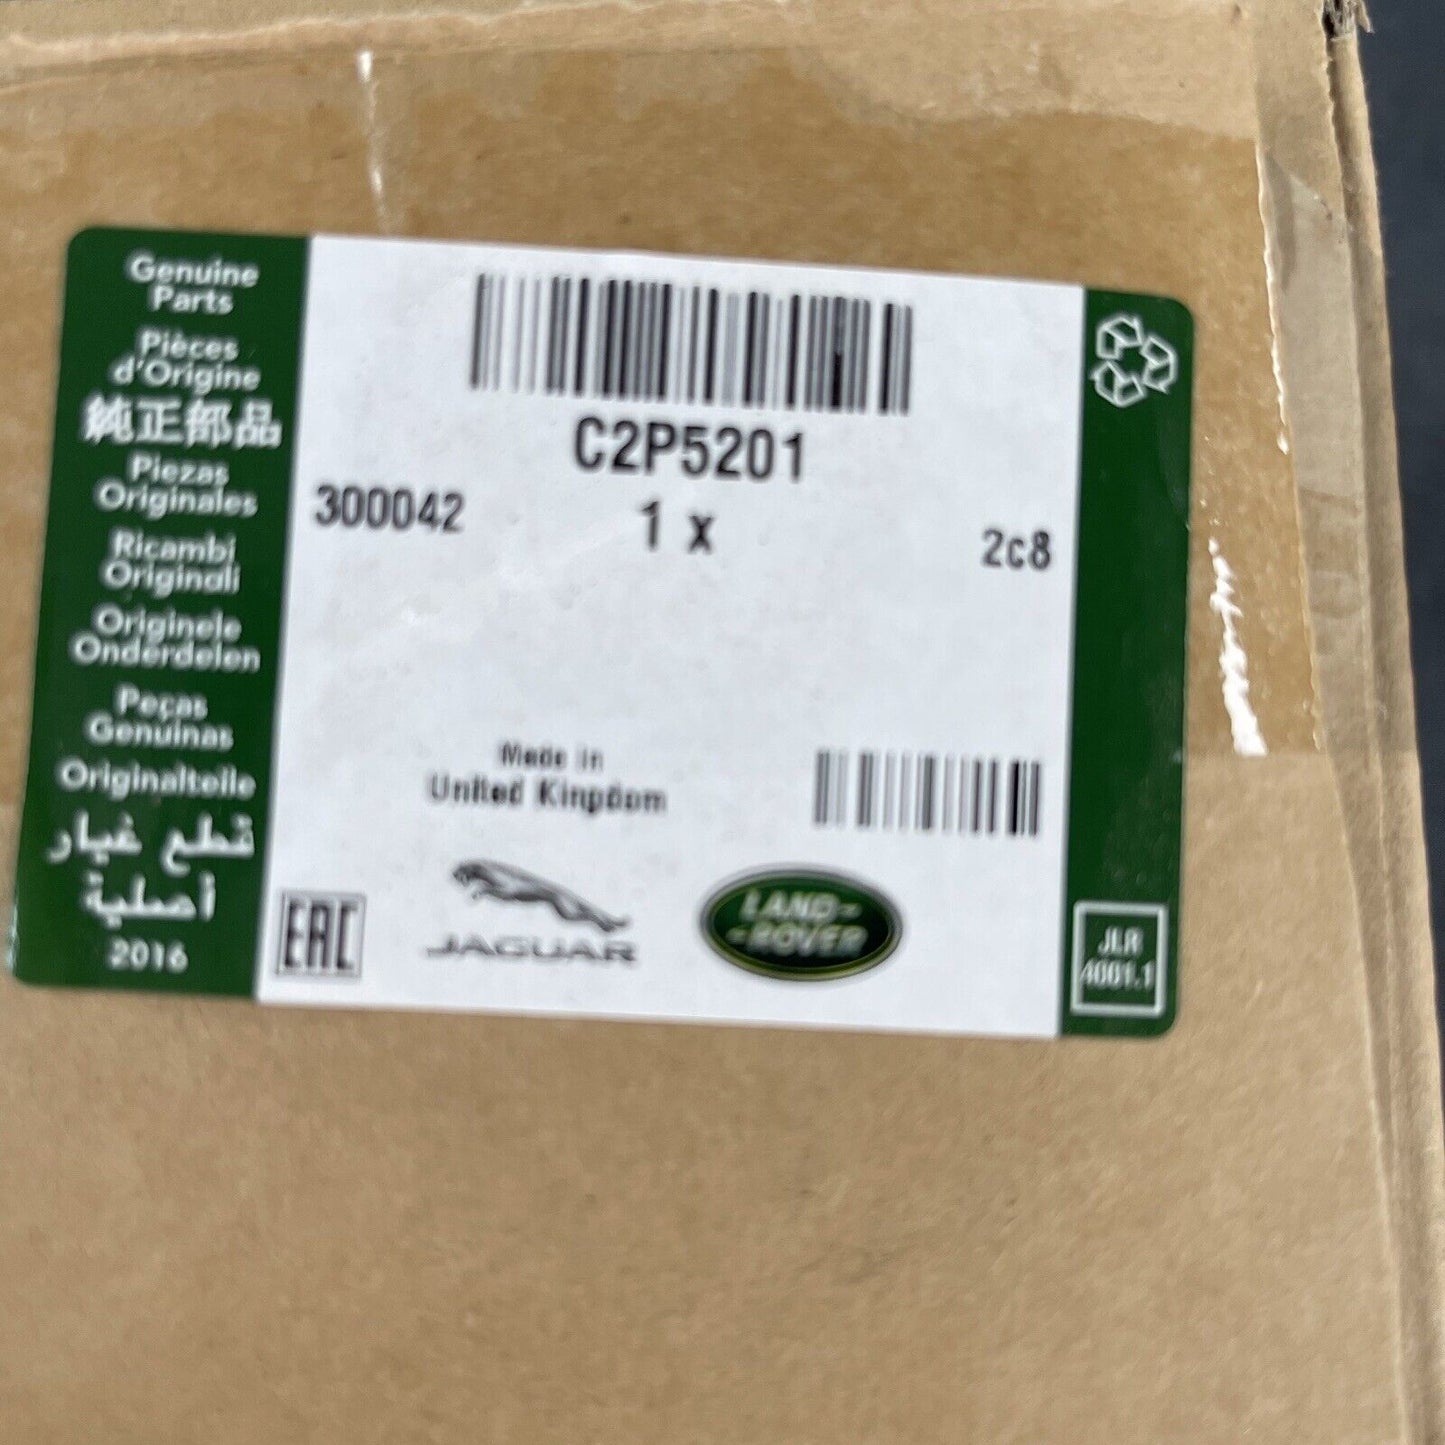 Genuine
Parts
Pièces
d'Origine
純正部品
Piezas
Originales
Ricambi
Originali
Originele
Onderdelen
Peças
Genuínas
Originalteile
قطع غيار
أصلية
2016
C2P5201
300042
1 x
2c8
Made in
United Kingdom
EAC
JAGUAR
LAND-
-ROVER
JLR
4001.1